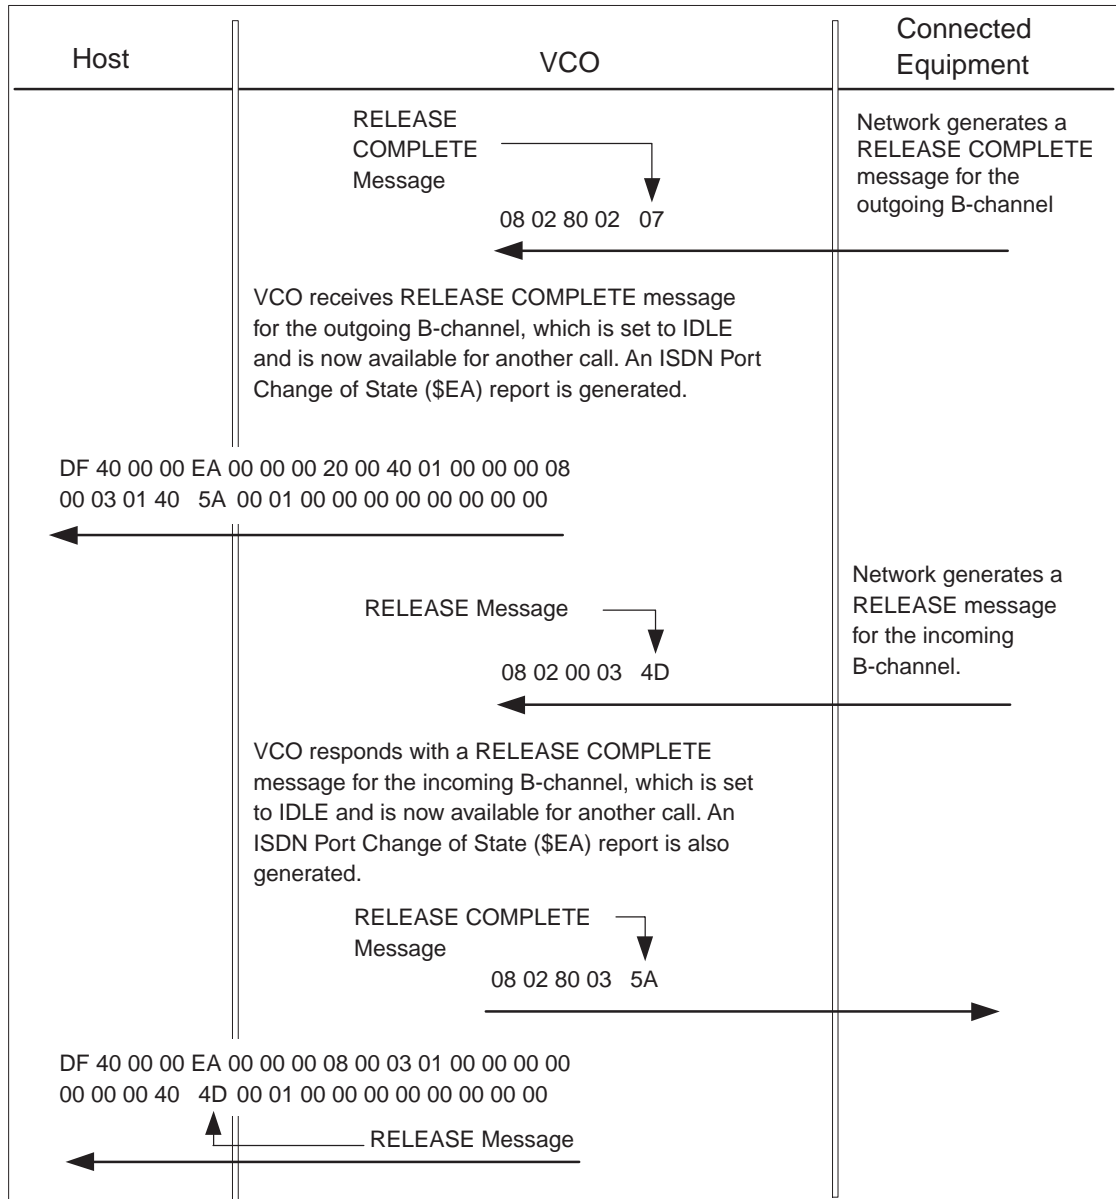 Host
VCO
Connected
Equipment
RELEASE
COMPLETE
Message
08 02 80 02 07
Network generates a
RELEASE COMPLETE
message for the
outgoing B-channel
VCO receives RELEASE COMPLETE message
for the outgoing B-channel, which is set to IDLE
and is now available for another call. An ISDN Port
Change of State ($EA) report is generated.
DF 40 00 00 EA 00 00 00 20 00 40 01 00 00 00 08
00 03 01 40 5A 00 01 00 00 00 00 00 00 00 00
Network generates a
RELEASE message
for the incoming
B-channel.
RELEASE Message
08 02 00 03 4D
VCO responds with a RELEASE COMPLETE
message for the incoming B-channel, which is set
to IDLE and is now available for another call. An
ISDN Port Change of State ($EA) report is also
generated.
RELEASE COMPLETE
Message
08 02 80 03 5A
DF 40 00 00 EA 00 00 00 08 00 03 01 00 00 00 00
00 00 00 40 4D 00 01 00 00 00 00 00 00 00 00
RELEASE Message